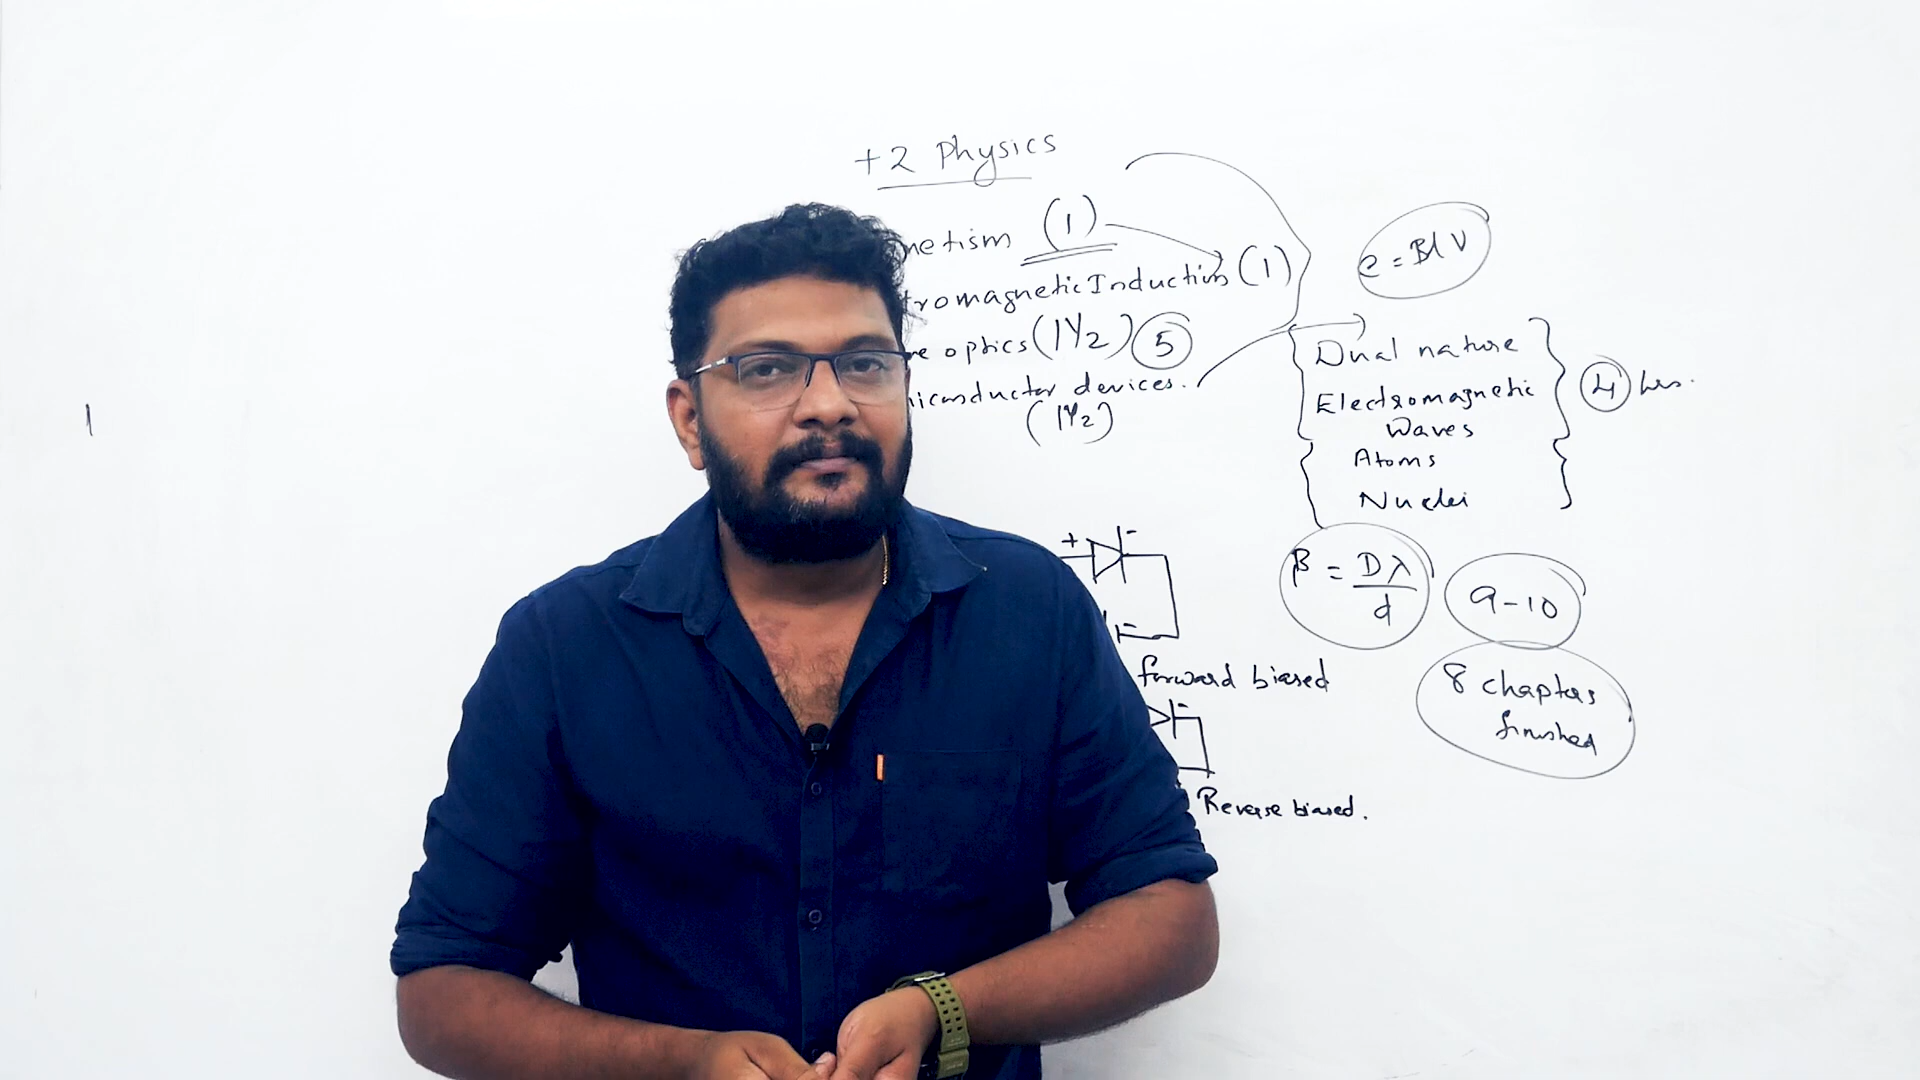 +2 Physics
netism (1)
tromagnetic Induction (1)
e optics (1½) 5
iconductor devices.
(1½)
e = BlV
Dual nature
Electromagnetic
Waves
Atoms
Nuclei
4 hrs.
+ -
-
forward biased
-
Reverse biased.
β = Dλ/d
9-10
8 chapters
finished